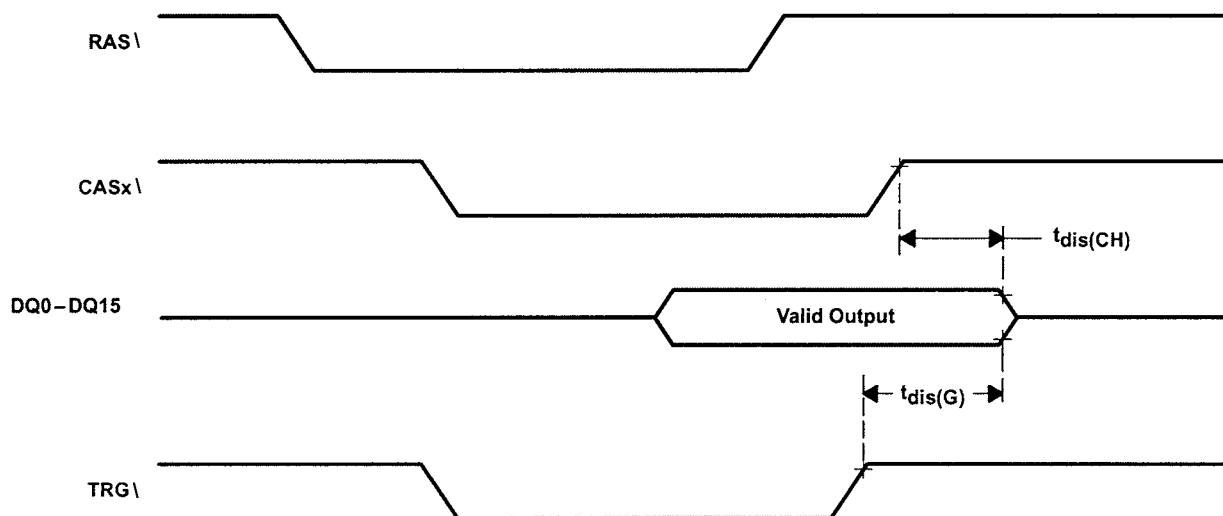 RAS\
CASx\
tdis(CH)
DQ0–DQ15
Valid Output
tdis(G)
TRG\